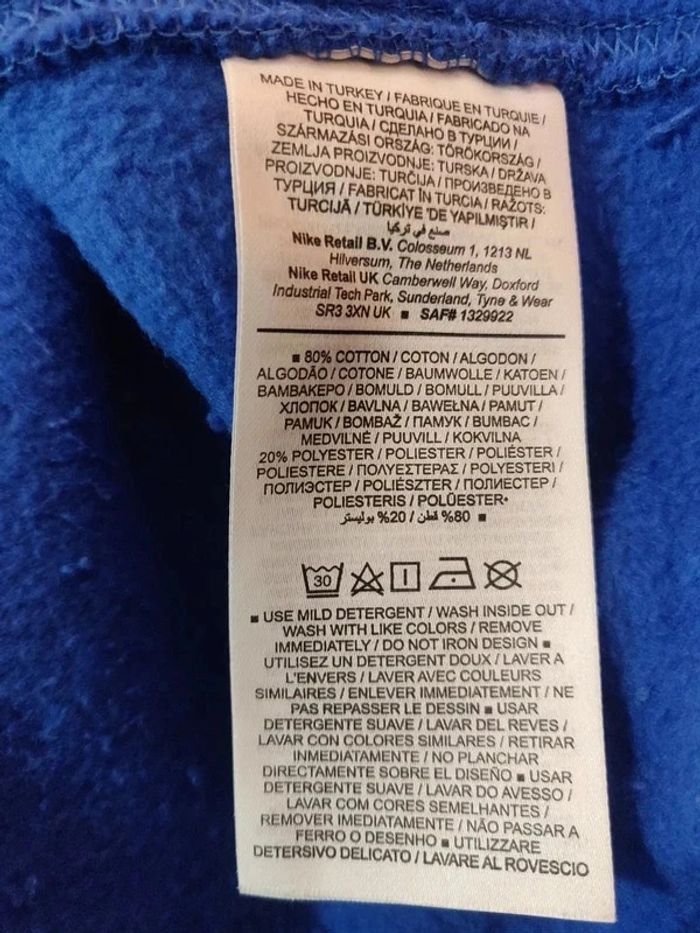 MADE IN TURKEY / FABRIQUE EN TURQUIE /
HECHO EN TURQUIA / FABRICADO NA
TURQUIA / СДЕЛАНО В ТУРЦИИ /
SZÁRMAZÁSI ORSZÁG: TÖRÖKORSZÁG /
ZEMLJA PROIZVODNJE: TURSKA / DRŽAVA
PROIZVODNJE: TURČIJA / ПРОИЗВЕДЕНО В
ТУРЦИЯ / FABRICAT ÎN TURCIA / RAŽOTS:
TURCIJĀ / TÜRKİYE'DE YAPILMIŞTIR /
صنع في تركيا
Nike Retail B.V. Colosseum 1, 1213 NL
Hilversum, The Netherlands
Nike Retail UK Camberwell Way, Doxford
Industrial Tech Park, Sunderland, Tyne & Wear
SR3 3XN UK ■ SAF# 1329922
■ 80% COTTON / COTON / ALGODON /
ALGODÃO / COTONE / BAUMWOLLE / KATOEN /
ΒΑΜΒΑΚΕΡΟ / BOMULD / BOMULL / PUUVILLA /
ХЛОПОК / BAVLNA / BAWEŁNA / PAMUT /
PAMUK / BOMBAŽ / ПАМУК / BUMBAC /
MEDVILNĖ / PUUVILL / KOKVILNA
20% POLYESTER / POLIESTER / POLIÉSTER /
POLIESTERE / ΠΟΛΥΕΣΤΕΡΑΣ / POLYESTERI /
ПОЛИЭСТЕР / POLIÉSZTER / ПОЛИЕСТЕР /
POLIESTERIS / POLÜESTER•
80% قطن / 20% بوليستر ■
30
■ USE MILD DETERGENT / WASH INSIDE OUT /
WASH WITH LIKE COLORS / REMOVE
IMMEDIATELY / DO NOT IRON DESIGN ■
UTILISEZ UN DETERGENT DOUX / LAVER A
L'ENVERS / LAVER AVEC COULEURS
SIMILAIRES / ENLEVER IMMEDIATEMENT / NE
PAS REPASSER LE DESSIN ■ USAR
DETERGENTE SUAVE / LAVAR DEL REVES /
LAVAR CON COLORES SIMILARES / RETIRAR
INMEDIATAMENTE / NO PLANCHAR
DIRECTAMENTE SOBRE EL DISEÑO ■ USAR
DETERGENTE SUAVE / LAVAR DO AVESSO /
LAVAR COM CORES SEMELHANTES /
REMOVER IMEDIATAMENTE / NÃO PASSAR A
FERRO O DESENHO ■ UTILIZZARE
DETERSIVO DELICATO / LAVARE AL ROVESCIO